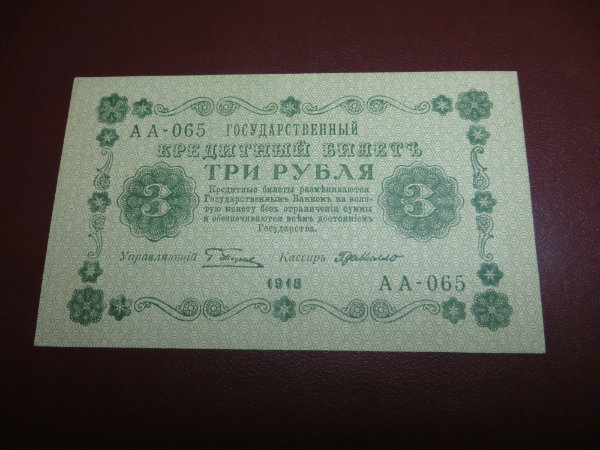 АА-065 ГОСУДАРСТВЕННЫЙ
КРЕДИТНЫЙ БИЛЕТЪ
ТРИ РУБЛЯ
3
3
Кредитные билеты размѣниваются
Государственнымъ Банкомъ на золо-
тую монету безъ ограниченія суммы
и обезпечиваются всѣмъ достояніемъ
Государства.
Управляющій
Кассиръ
1918
АА-065